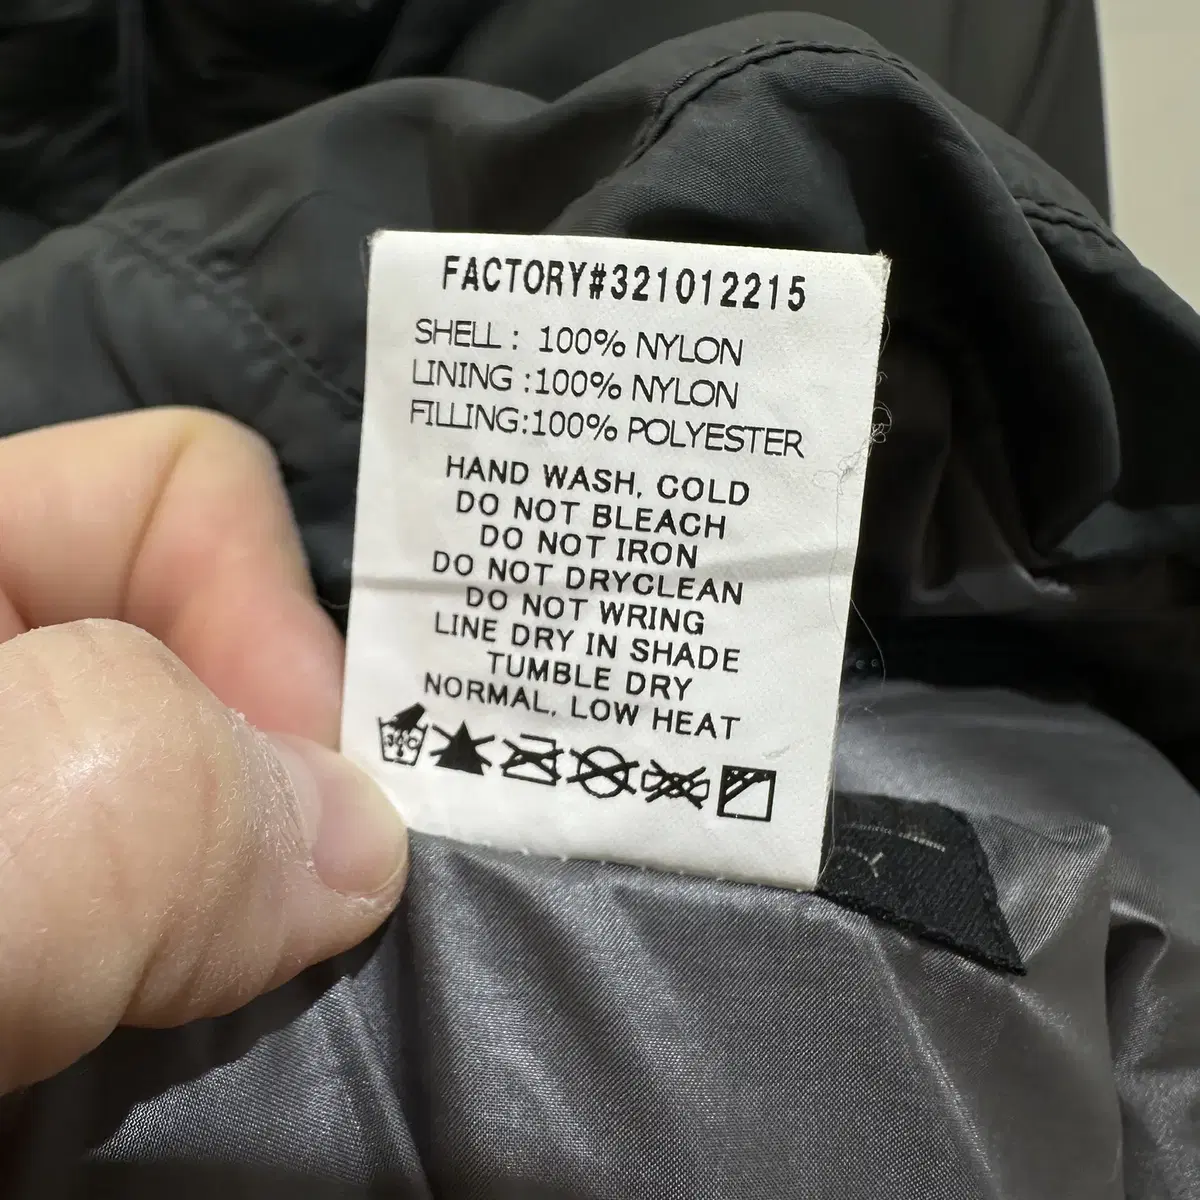 FACTORY#321012215
SHELL : 100% NYLON
LINING :100% NYLON
FILLING:100% POLYESTER
HAND WASH, COLD
DO NOT BLEACH
DO NOT IRON
DO NOT DRYCLEAN
DO NOT WRING
LINE DRY IN SHADE
TUMBLE DRY
NORMAL, LOW HEAT
30°C